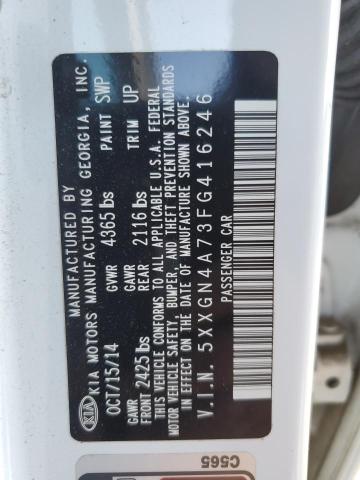 KIA
MANUFACTURED BY
KIA MOTORS MANUFACTURING GEORGIA, INC.
OCT/15/14 GVWR 4365 lbs PAINT SWP
GAWR FRONT 2425 lbs GAWR REAR 2116 lbs TRIM UP
THIS VEHICLE CONFORMS TO ALL APPLICABLE U.S.A. FEDERAL
MOTOR VEHICLE SAFETY, BUMPER, AND THEFT PREVENTION STANDARDS
IN EFFECT ON THE DATE OF MANUFACTURE SHOWN ABOVE.
V.I.N. 5XXGN4A73FG416246
PASSENGER CAR
C565